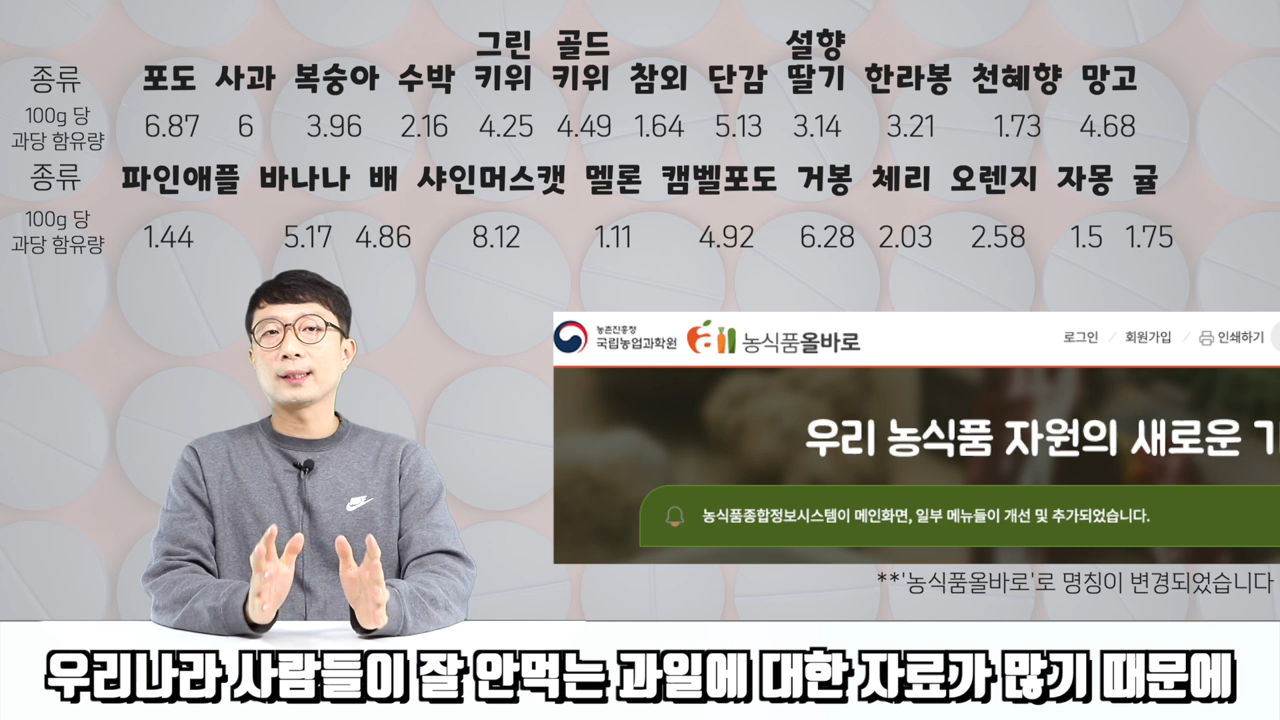 종류 포도 사과 복숭아 수박 그린 키위 골드 키위 참외 단감 설향 딸기 한라봉 천혜향 망고
100g 당 과당 함유량 6.87 6 3.96 2.16 4.25 4.49 1.64 5.13 3.14 3.21 1.73 4.68
종류 파인애플 바나나 배 샤인머스캣 멜론 캠벨포도 거봉 체리 오렌지 자몽 귤
100g 당 과당 함유량 1.44 5.17 4.86 8.12 1.11 4.92 6.28 2.03 2.58 1.5 1.75
농촌진흥청
국립농업과학원 농식품올바로 로그인 회원가입 인쇄하기
우리 농식품 자원의 새로운
농식품종합정보시스템이 메인화면, 일부 메뉴들이 개선 및 추가되었습니다.
**'농식품올바로'로 명칭이 변경되었습니다
우리나라 사람들이 잘 안먹는 과일에 대한 자료가 많기 때문에